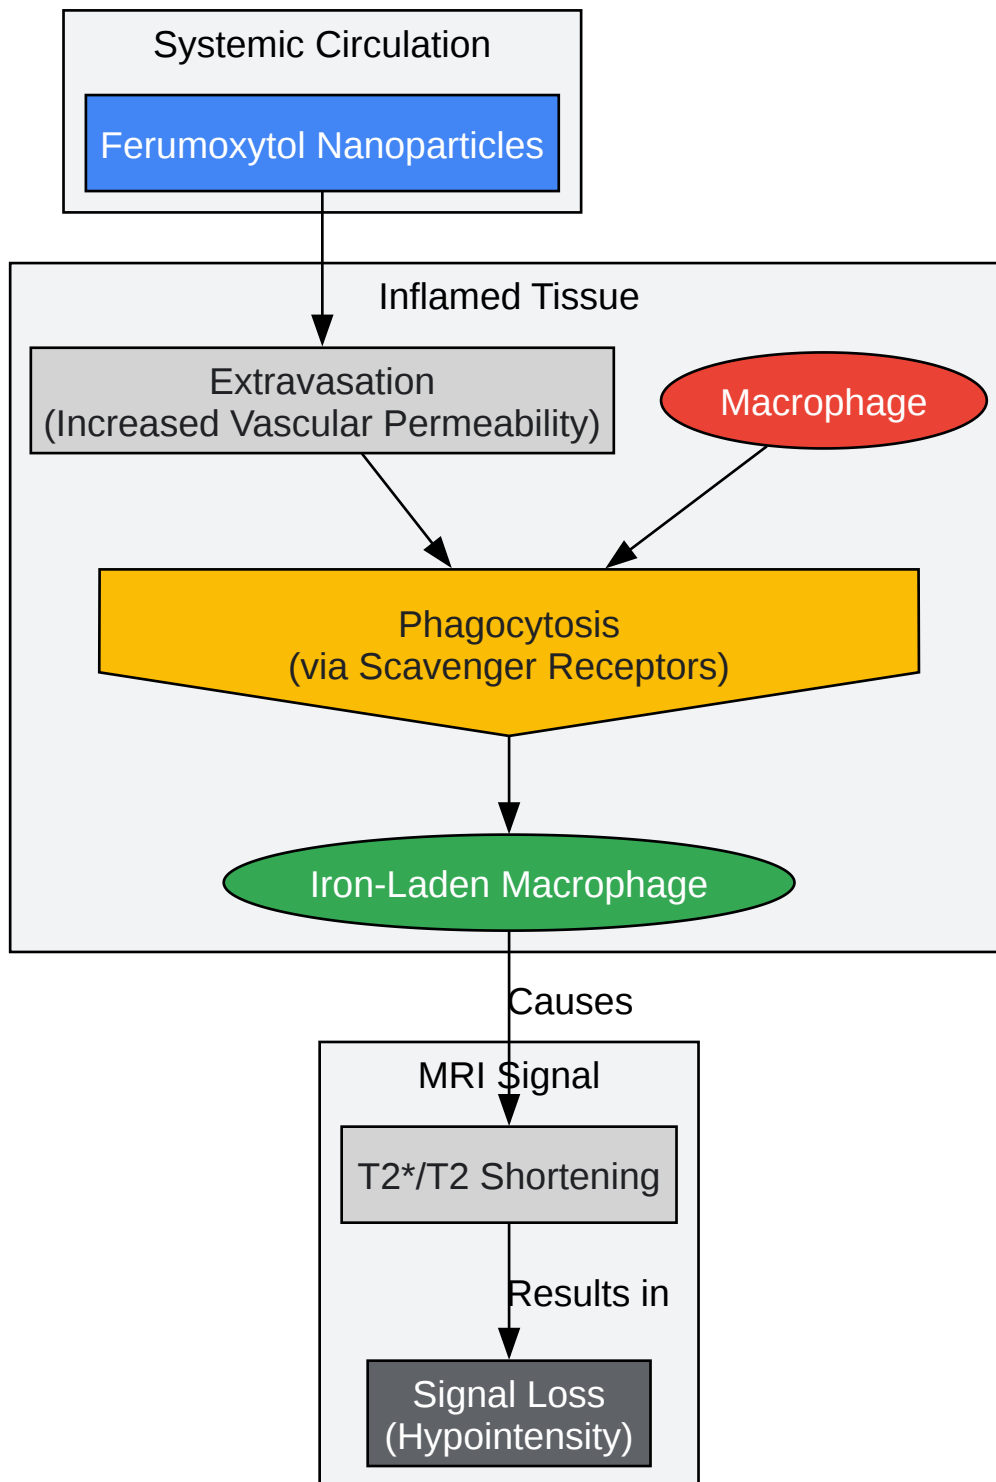 Systemic Circulation
Ferumoxytol Nanoparticles
Inflamed Tissue
Extravasation
(Increased Vascular Permeability)
Macrophage
Phagocytosis
(via Scavenger Receptors)
Iron-Laden Macrophage
Causes
MRI Signal
T2*/T2 Shortening
Results in
Signal Loss
(Hypointensity)